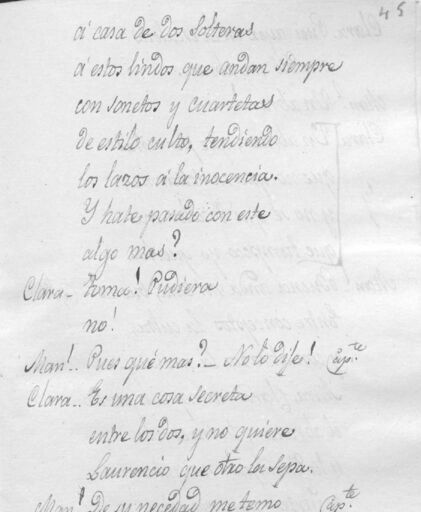 45
á casa de dos solteras
á estos lindos que andan siempre
con sonetos y cuartetas
de estilo culto, tendiendo
los lazos á la inocencia.
Y hate pasado con este
algo mas?
Clara - Toma! Pudiera
no!
Man! .. Pues qué mas? - No lo dije! ap.te
Clara .. Es una cosa secreta
entre los dos, y no quiere
Laurencio que otro la sepa.
Man! De su necedad me temo ap.te